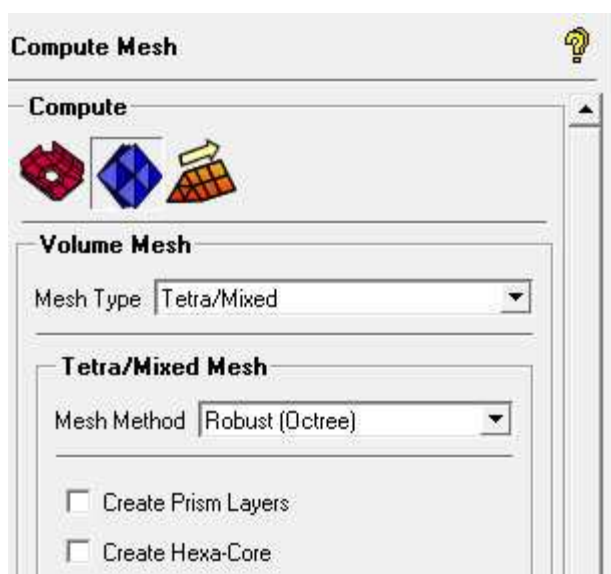 Compute Mesh
Compute
Volume Mesh
Mesh Type Tetra/Mixed
Tetra/Mixed Mesh
Mesh Method Robust (Octree)
Create Prism Layers
Create Hexa-Core